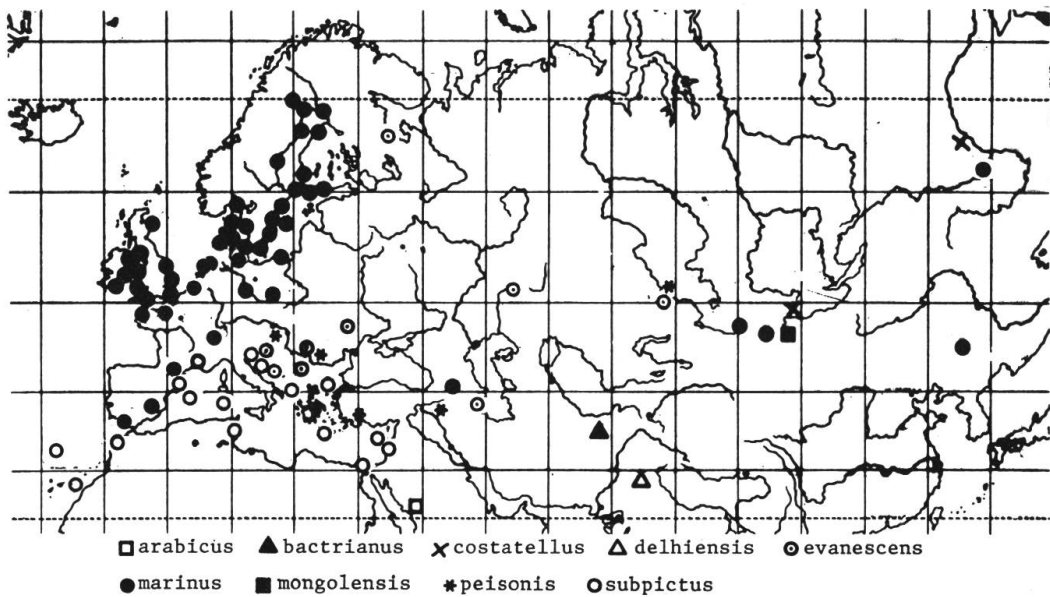 □ arabicus ▲ bactrianus × costatellus △ delhiensis ⊙ evanescens
● marinus ■ mongolensis * peisonis ○ subpictus